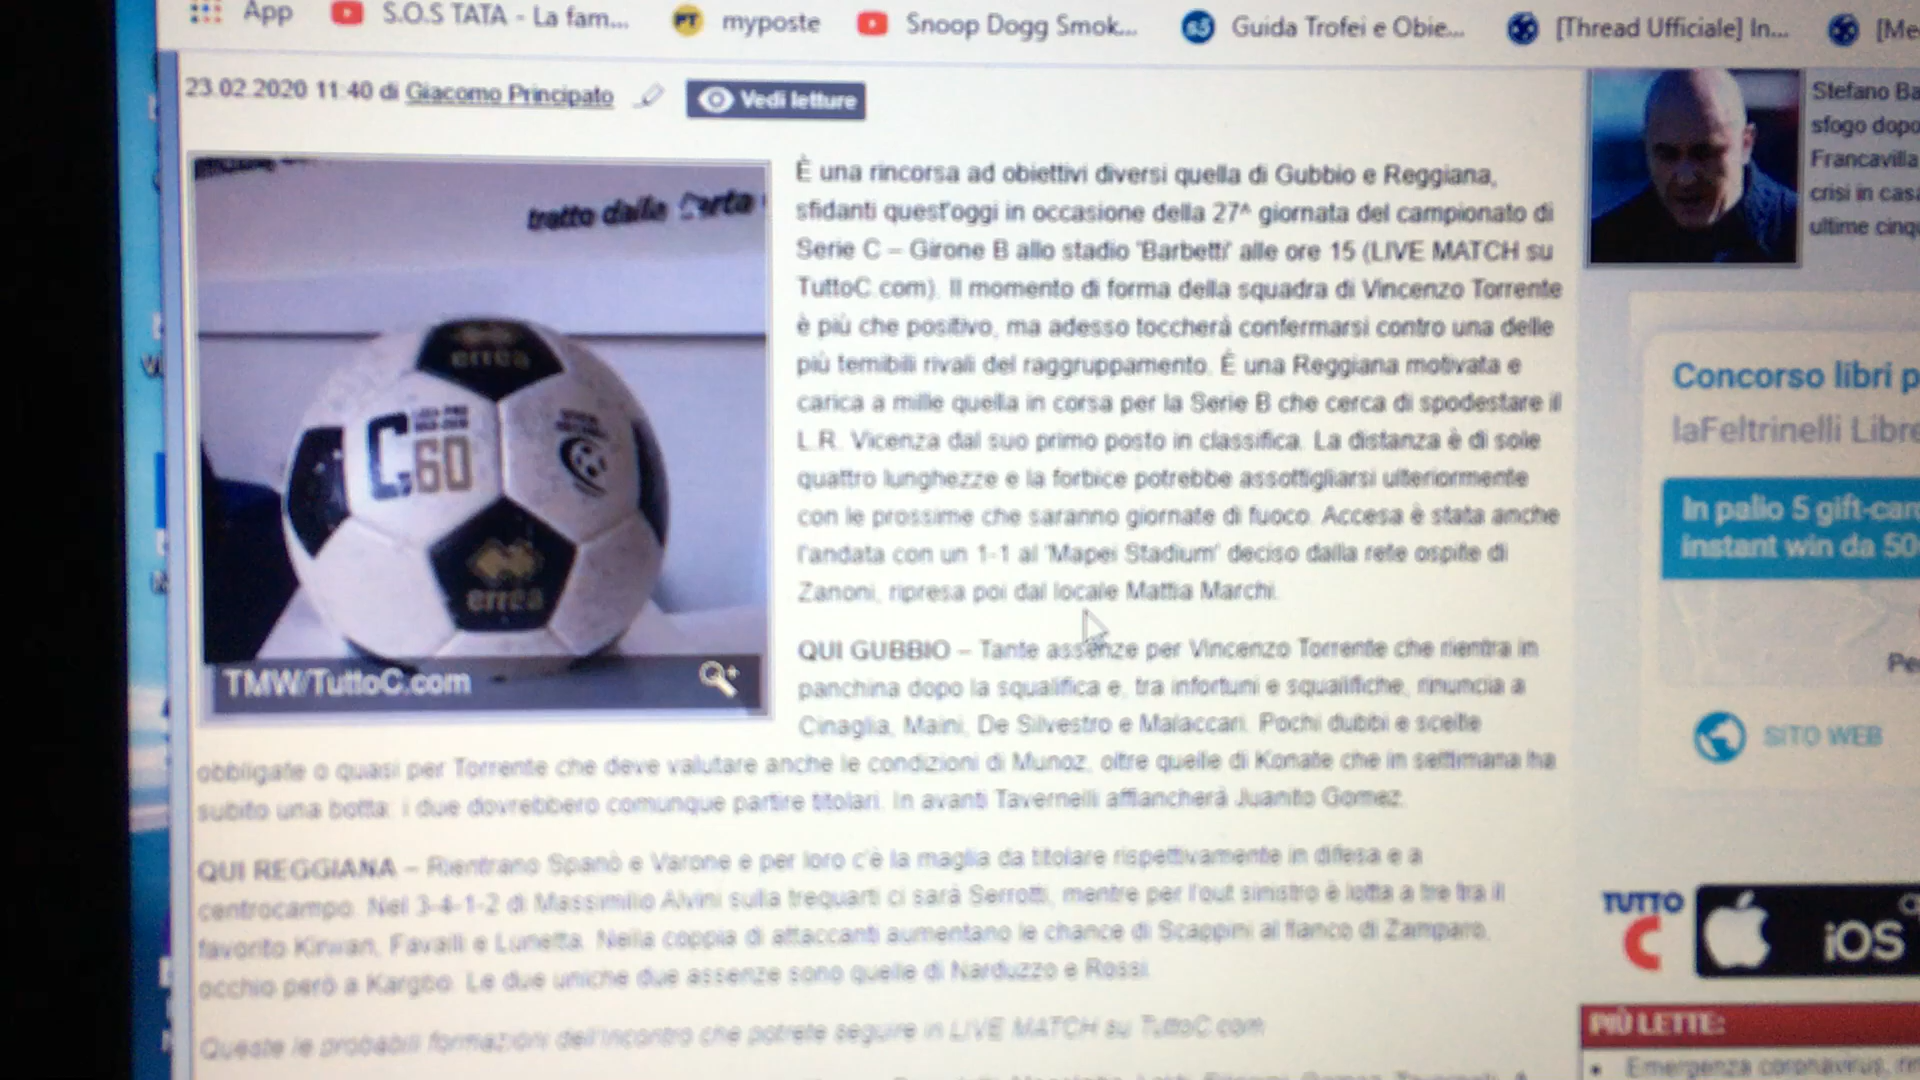 App
S.O.S TATA - La fam...
myposte
Snoop Dogg Smok...
Guida Trofei e Obie...
[Thread Ufficiale] In...
[Me
23.02.2020 11:40 di Giacomo Principato
Vedi letture
tratto dalla Carta
errea
C 60
errea
TMW/TuttoC.com
È una rincorsa ad obiettivi diversi quella di Gubbio e Reggiana,
sfidanti quest'oggi in occasione della 27^ giornata del campionato di
Serie C – Girone B allo stadio 'Barbetti' alle ore 15 (LIVE MATCH su
TuttoC.com). Il momento di forma della squadra di Vincenzo Torrente
è più che positivo, ma adesso toccherà confermarsi contro una delle
più temibili rivali del raggruppamento. È una Reggiana motivata e
carica a mille quella in corsa per la Serie B che cerca di spodestare il
L.R. Vicenza dal suo primo posto in classifica. La distanza è di sole
quattro lunghezze e la forbice potrebbe assottigliarsi ulteriormente
con le prossime che saranno giornate di fuoco. Accesa è stata anche
l'andata con un 1-1 al 'Mapei Stadium' deciso dalla rete ospite di
Zanoni, ripresa poi dal locale Mattia Marchi.
QUI GUBBIO – Tante assenze per Vincenzo Torrente che rientra in
panchina dopo la squalifica e, tra infortuni e squalifiche, rinuncia a
Cinaglia, Maini, De Silvestro e Malaccari. Pochi dubbi e scelte
obbligate o quasi per Torrente che deve valutare anche le condizioni di Munoz, oltre quelle di Konate che in settimana ha
subito una botta: i due dovrebbero comunque partire titolari. In avanti Tavernelli affiancherà Juanito Gomez.
QUI REGGIANA – Rientrano Spanò e Varone e per loro c'è la maglia da titolare rispettivamente in difesa e a
centrocampo. Nel 3-4-1-2 di Massimilio Alvini sulla trequarti ci sarà Serrotti, mentre per l'out sinistro è lotta a tre tra il
favorito Kirwan, Favalli e Lunetta. Nella coppia di attaccanti aumentano le chance di Scappini al fianco di Zamparo,
occhio però a Kargbo. Le due uniche due assenze sono quelle di Narduzzo e Rossi.
Queste le probabili formazioni dell'incontro che potrete seguire in LIVE MATCH su TuttoC.com
Stefano Ba
sfogo dopo
Francavilla
crisi in casa
ultime cinqu
Concorso libri p
laFeltrinelli Libre
In palio 5 gift-car
instant win da 50
Pe
SITO WEB
TUTTO
C
iOS
PIÙ LETTE:
Emergenza coronavirus, rin